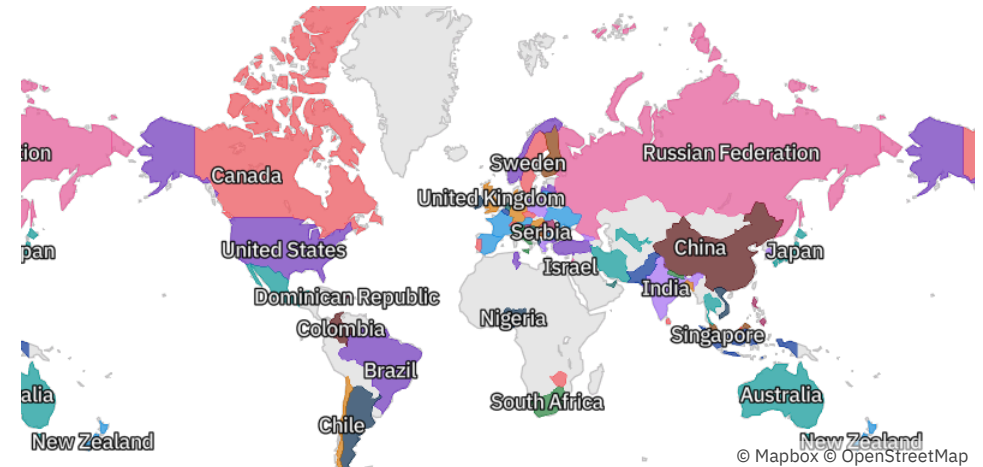 Sweden
ion
Russian Federation
Canada
United Kingdom
Serbia
pan
United States
China
Japan
Israel
India
Dominican Republic
Nigeria
Colombia
Singapore
Brazil
alia
South Africa
Australia
Chile
New Zealand
New Zealand
© Mapbox © OpenStreetMap